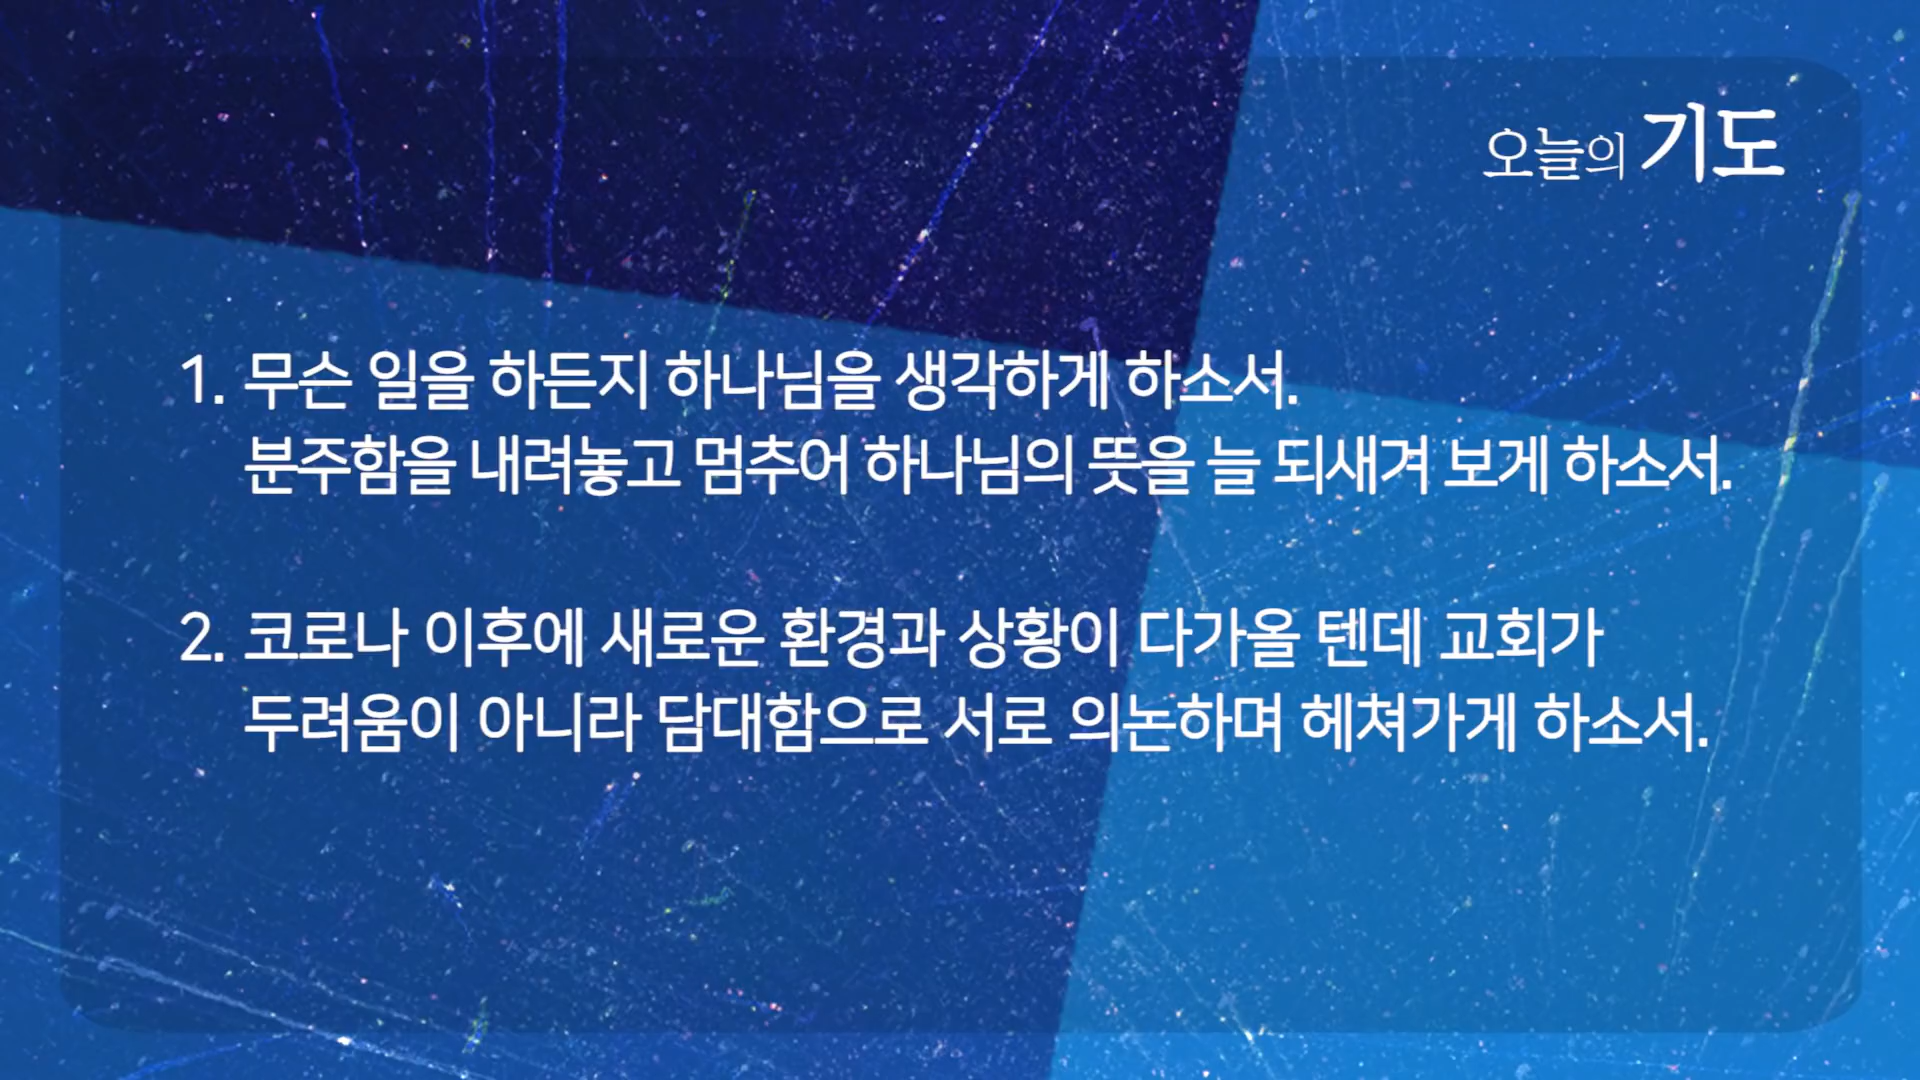 오늘의 기도
1. 무슨 일을 하든지 하나님을 생각하게 하소서.
분주함을 내려놓고 멈추어 하나님의 뜻을 늘 되새겨 보게 하소서.
2. 코로나 이후에 새로운 환경과 상황이 다가올 텐데 교회가
두려움이 아니라 담대함으로 서로 의논하며 헤쳐가게 하소서.